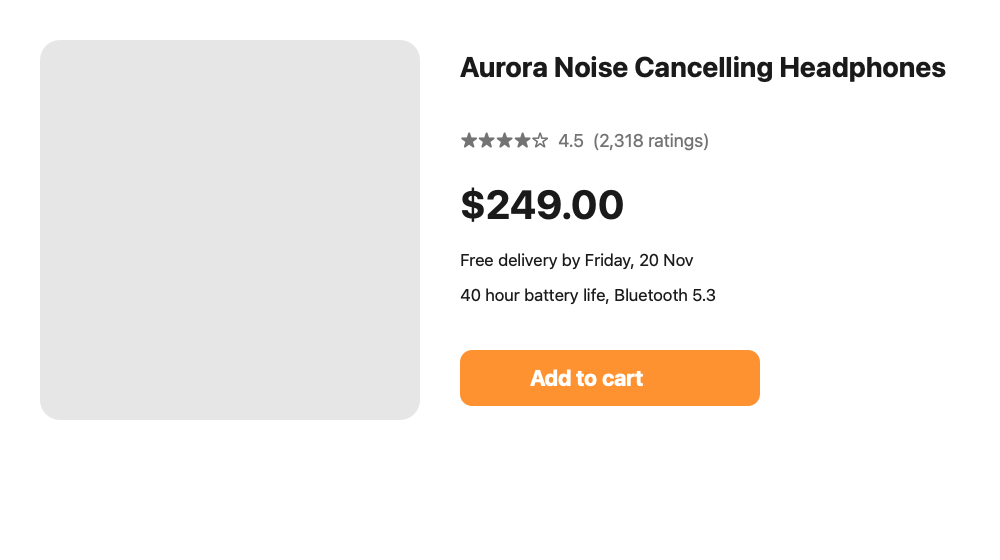 Aurora Noise Cancelling Headphones
★★★★☆ 4.5 (2,318 ratings)
$249.00
Free delivery by Friday, 20 Nov
40 hour battery life, Bluetooth 5.3
Add to cart